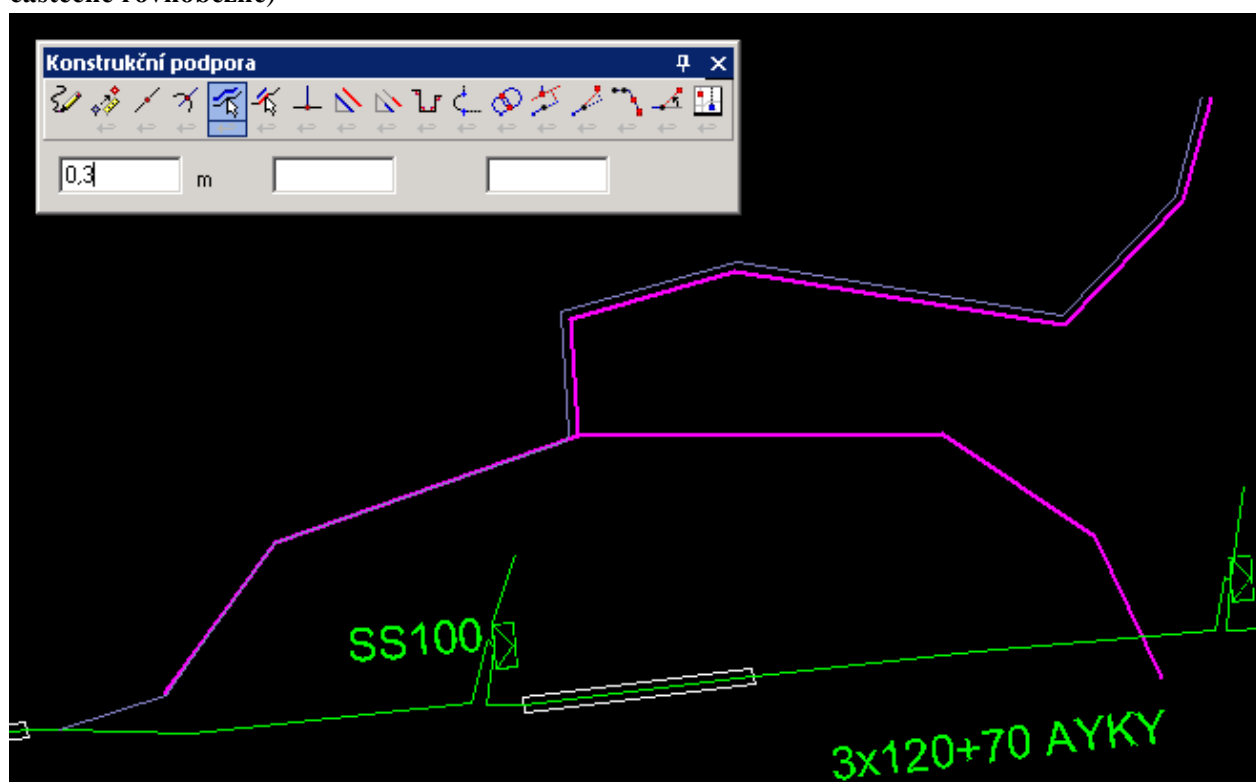 částečně rovnoběžné)
Konstrukční podpora
0,3
m
SS100
3x120+70 AYKY